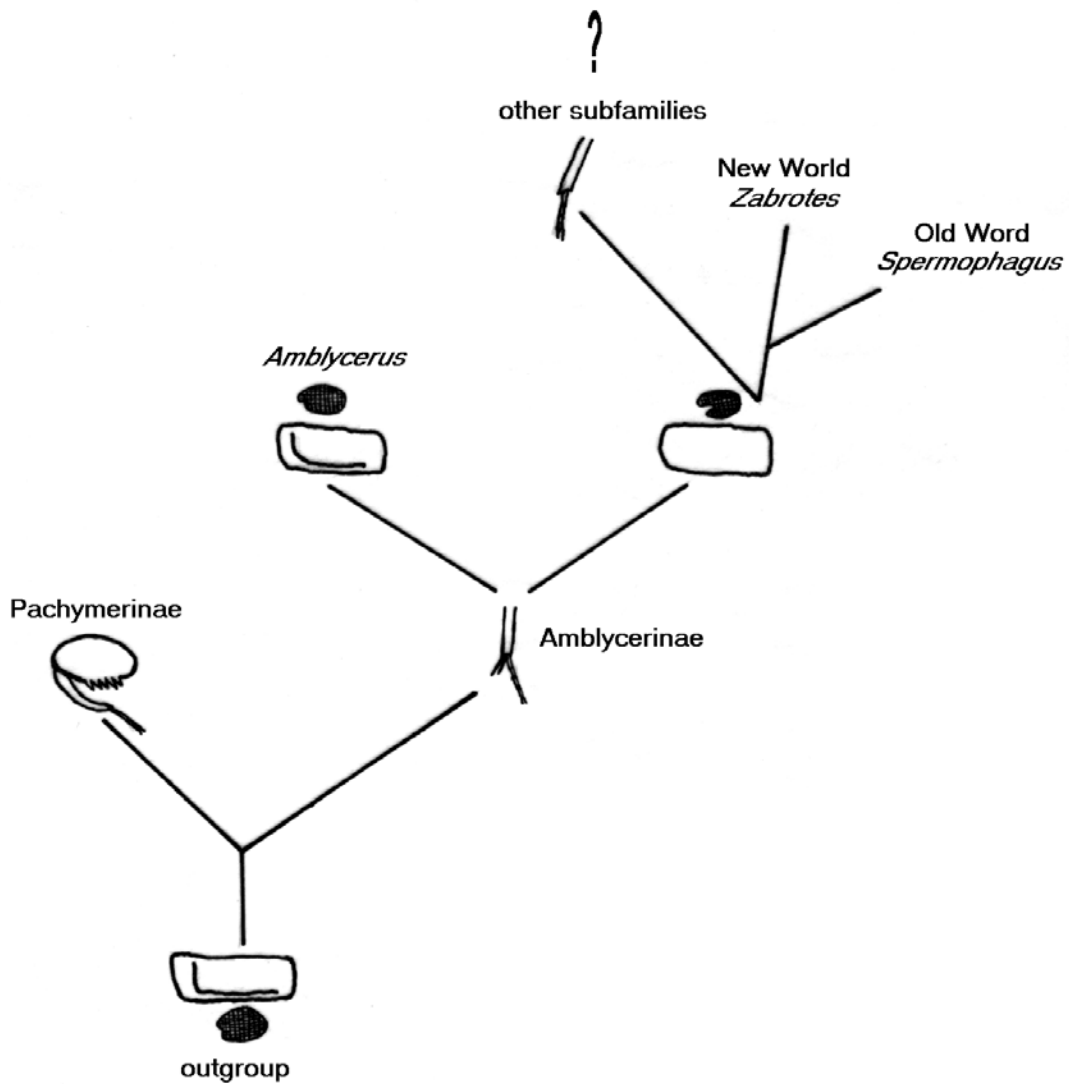 ?
other subfamilies
New World
Zabrotes
Old Word
Spermophagus
Amblycerus
Pachymerinae
Amblycerinae
outgroup